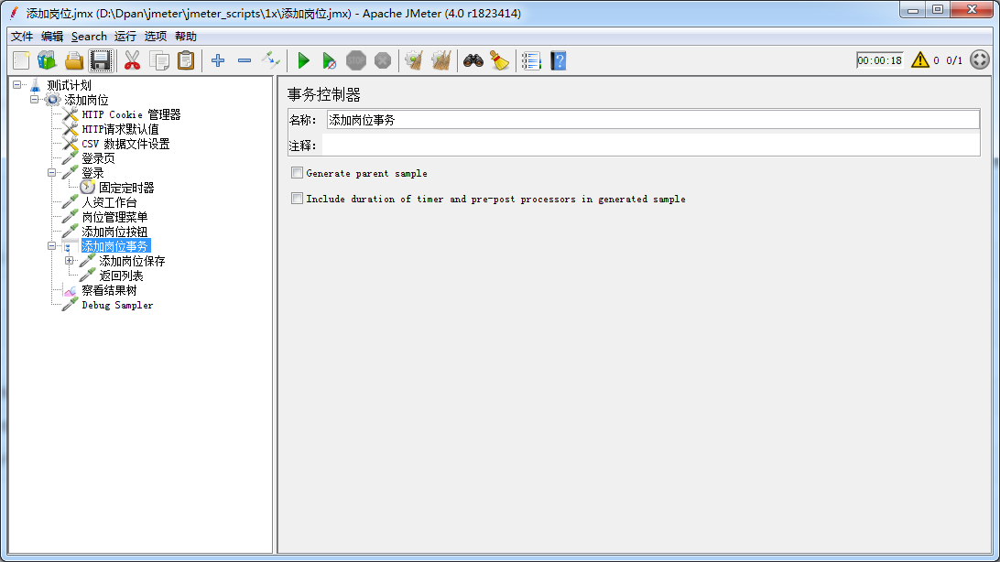 添加岗位.jmx (D:\Dpan\jmeter\jmeter_scripts\1x\添加岗位.jmx) - Apache JMeter (4.0 r1823414)
文件 编辑 Search 运行 选项 帮助
STOP 00:00:18 0 0/1
测试计划
添加岗位
HTTP Cookie 管理器
HTTP请求默认值
CSV 数据文件设置
登录页
登录
固定定时器
人资工作台
岗位管理菜单
添加岗位按钮
添加岗位事务
添加岗位保存
返回列表
察看结果树
Debug Sampler
事务控制器
名称: 添加岗位事务
注释:
Generate parent sample
Include duration of timer and pre-post processors in generated sample